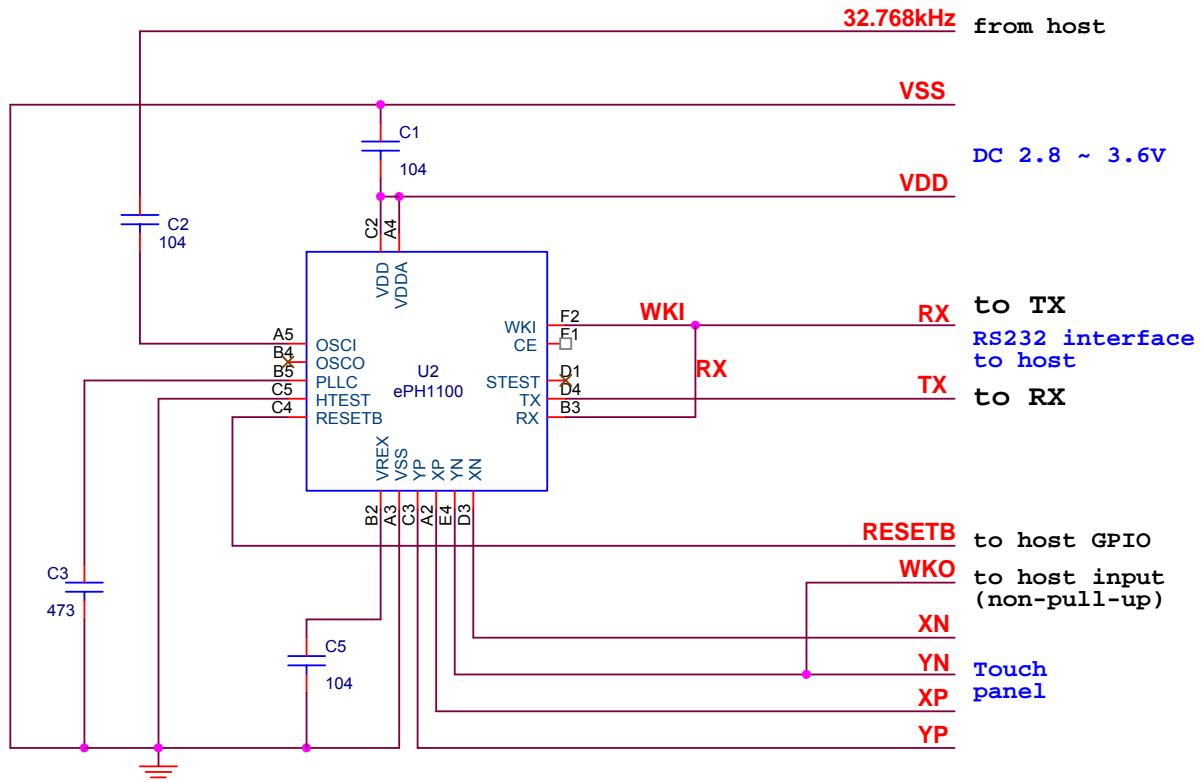 32.768kHz from host
VSS
C1
104
DC 2.8 ~ 3.6V
VDD
C2
104
C2
A4
VDD
VDDA
A5
B4
B5
C5
C4
OSCI
OSCO
PLLC
HTEST
RESETB
U2
ePH1100
WKI
CE
STEST
TX
RX
F2
F1
D1
D4
B3
WKI
RX
RX
to TX
RS232 interface
to host
TX
to RX
VREX
VSS
YP
XP
YN
XN
B2
A3
C3
A2
E4
D3
RESETB to host GPIO
WKO to host input
(non-pull-up)
C3
473
C5
104
XN
YN
XP
YP
Touch
panel